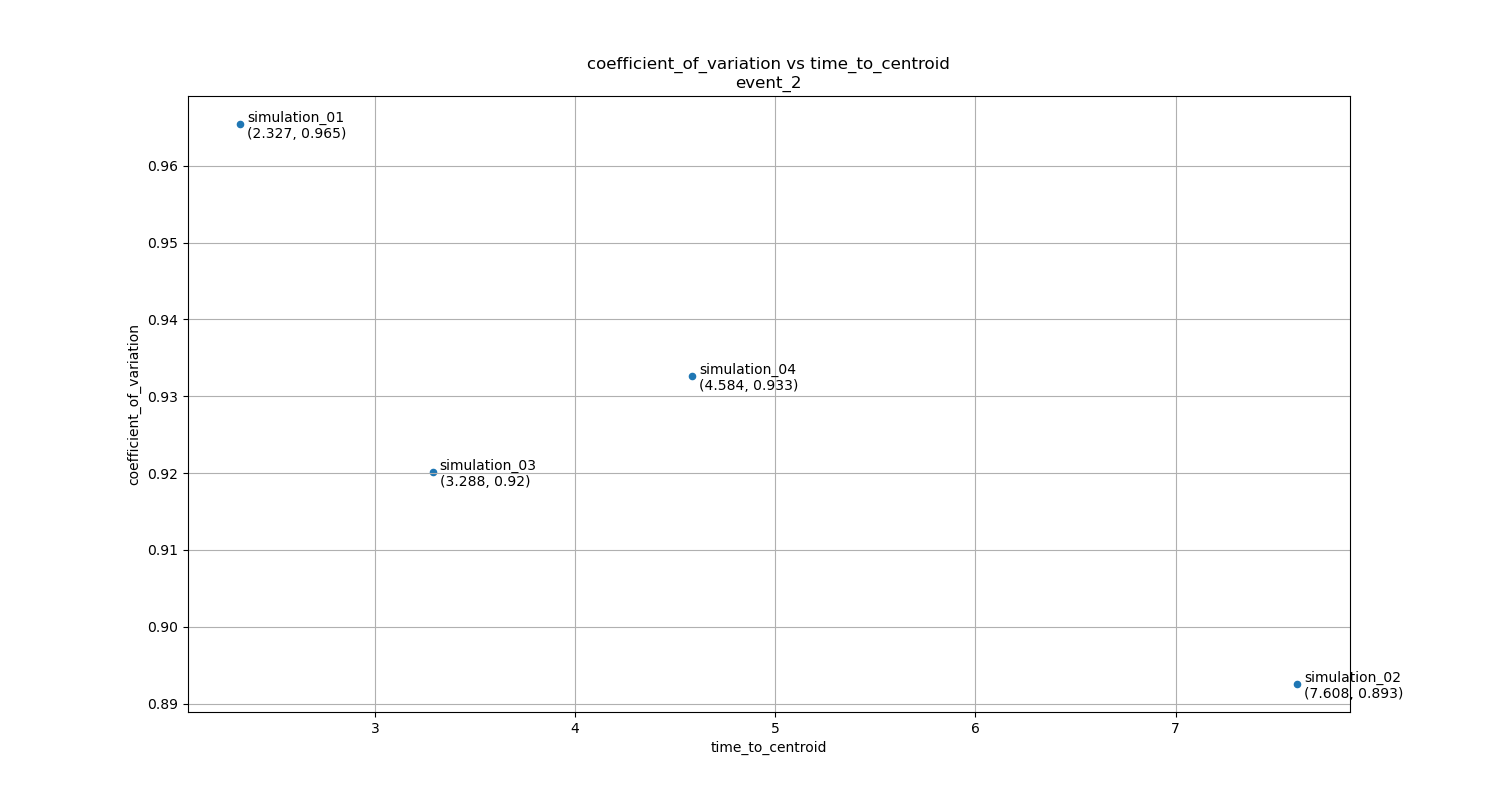 coefficient_of_variation vs time_to_centroid
event_2
simulation_01
(2.327, 0.965)
0.96
0.95
0.94
simulation_04
(4.584, 0.933)
0.93
coefficient_of_variation
simulation_03
(3.288, 0.92)
0.92
0.91
0.90
simulation_02
(7.608, 0.893)
0.89
3 4 5 6 7
time_to_centroid